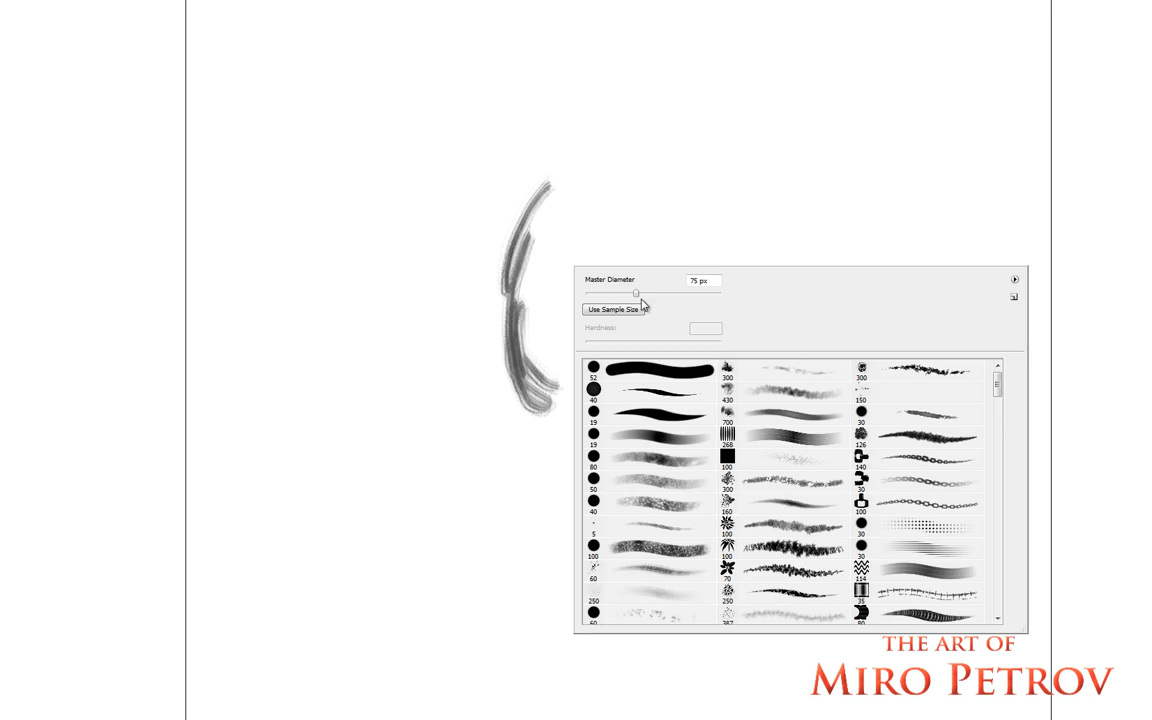 Master Diameter 75 px
Use Sample Size
Hardness:
52 300 300
40 430 150
19 700 30
19 268 126
80 100 140
50 300 30
40 160 100
5 100 30
100 100 30
60 70 114
250 250 35
60 387 80
THE ART OF
MIRO PETROV